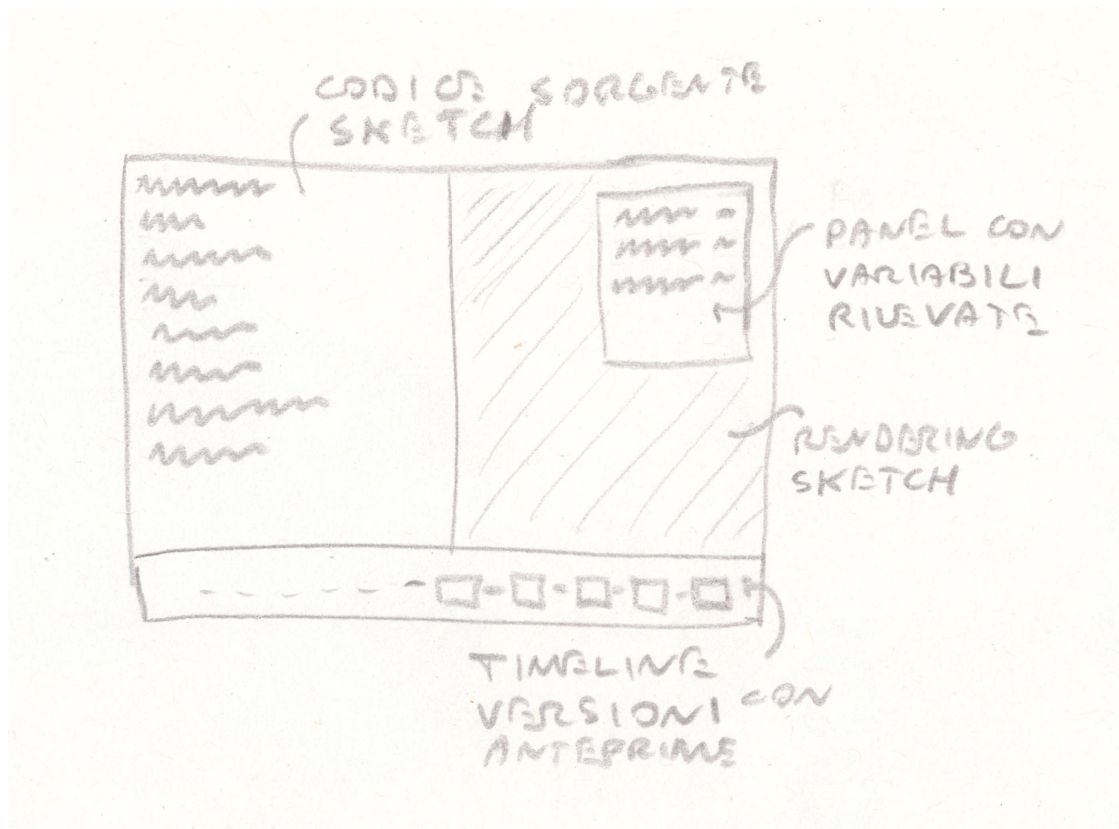 CODICE SORGENTE
SKETCH
PANEL CON
VARIABILI
RILEVATE
RENDERING
SKETCH
TIMELINE
VERSIONI CON
ANTEPRIME